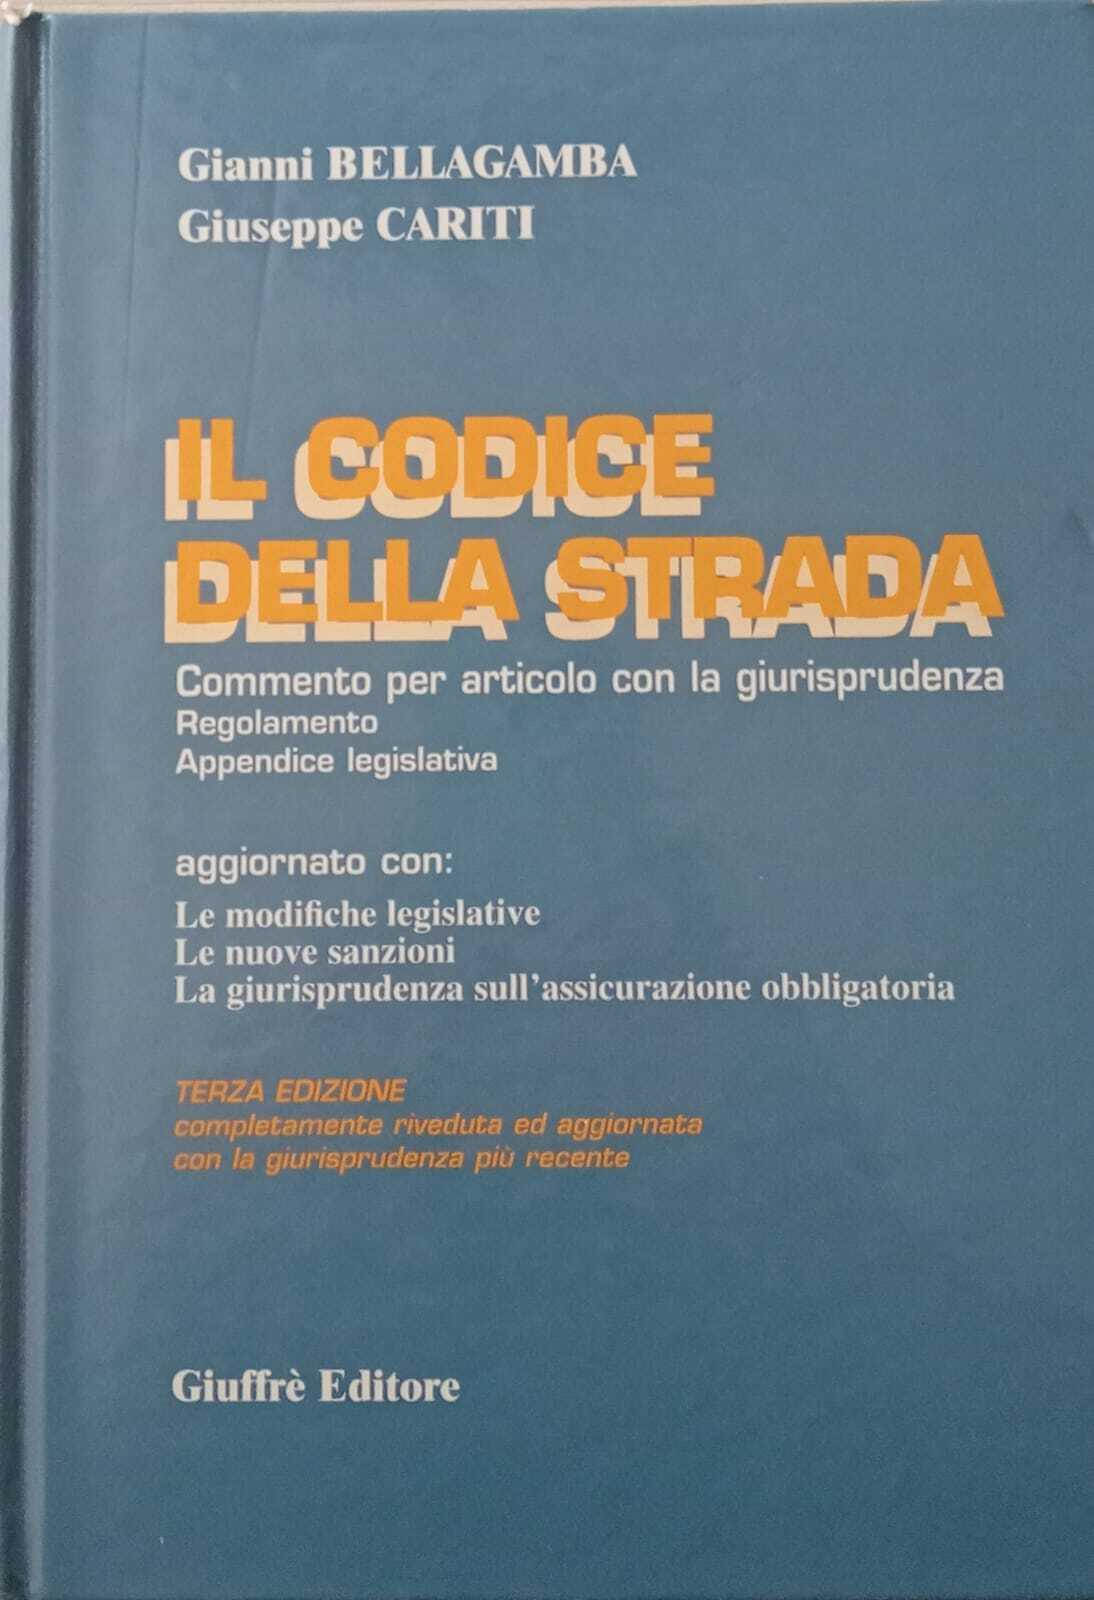 Gianni BELLAGAMBA
Giuseppe CARITI
IL CODICE
DELLA STRADA
Commento per articolo con la giurisprudenza
Regolamento
Appendice legislativa
aggiornato con:
Le modifiche legislative
Le nuove sanzioni
La giurisprudenza sull'assicurazione obbligatoria
TERZA EDIZIONE
completamente riveduta ed aggiornata
con la giurisprudenza più recente
Giuffrè Editore